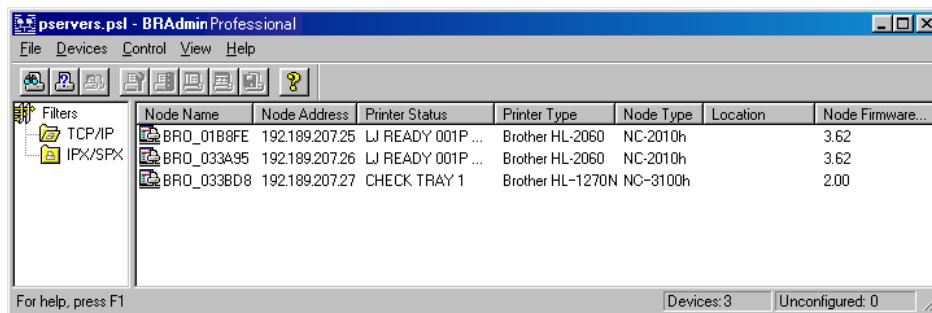 pservers.psl - BRAdmin Professional
File Devices Control View Help
Filters
TCP/IP
IPX/SPX
Node Name Node Address Printer Status Printer Type Node Type Location Node Firmware...
BRO_01B8FE 192.189.207.25 LJ READY 001P ... Brother HL-2060 NC-2010h 3.62
BRO_033A95 192.189.207.26 LJ READY 001P ... Brother HL-2060 NC-2010h 3.62
BRO_033BD8 192.189.207.27 CHECK TRAY 1 Brother HL-1270N NC-3100h 2.00
For help, press F1 Devices: 3 Unconfigured: 0